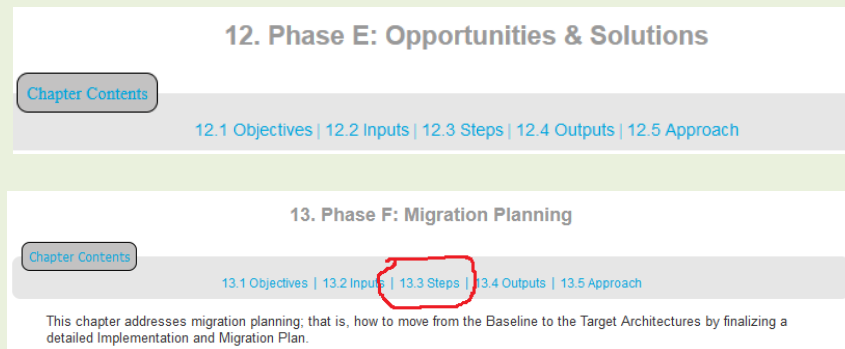 12. Phase E: Opportunities & Solutions
Chapter Contents
12.1 Objectives | 12.2 Inputs | 12.3 Steps | 12.4 Outputs | 12.5 Approach
13. Phase F: Migration Planning
Chapter Contents
13.1 Objectives | 13.2 Inputs | 13.3 Steps | 13.4 Outputs | 13.5 Approach
This chapter addresses migration planning; that is, how to move from the Baseline to the Target Architectures by finalizing a
detailed Implementation and Migration Plan.